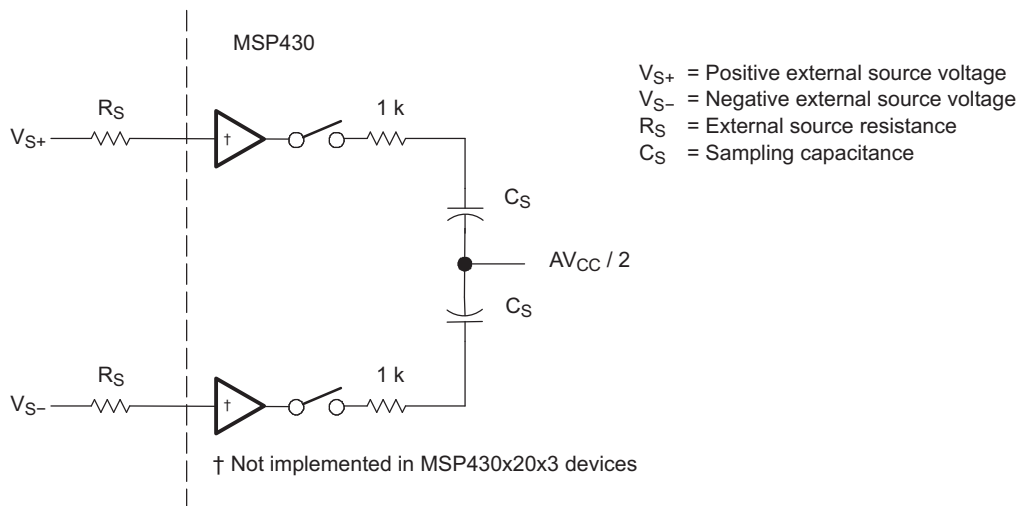 MSP430
V_S+ = Positive external source voltage
V_S– = Negative external source voltage
R_S = External source resistance
C_S = Sampling capacitance
R_S
1 k
V_S+
†
C_S
AV_CC / 2
C_S
R_S
1 k
V_S–
†
† Not implemented in MSP430x20x3 devices